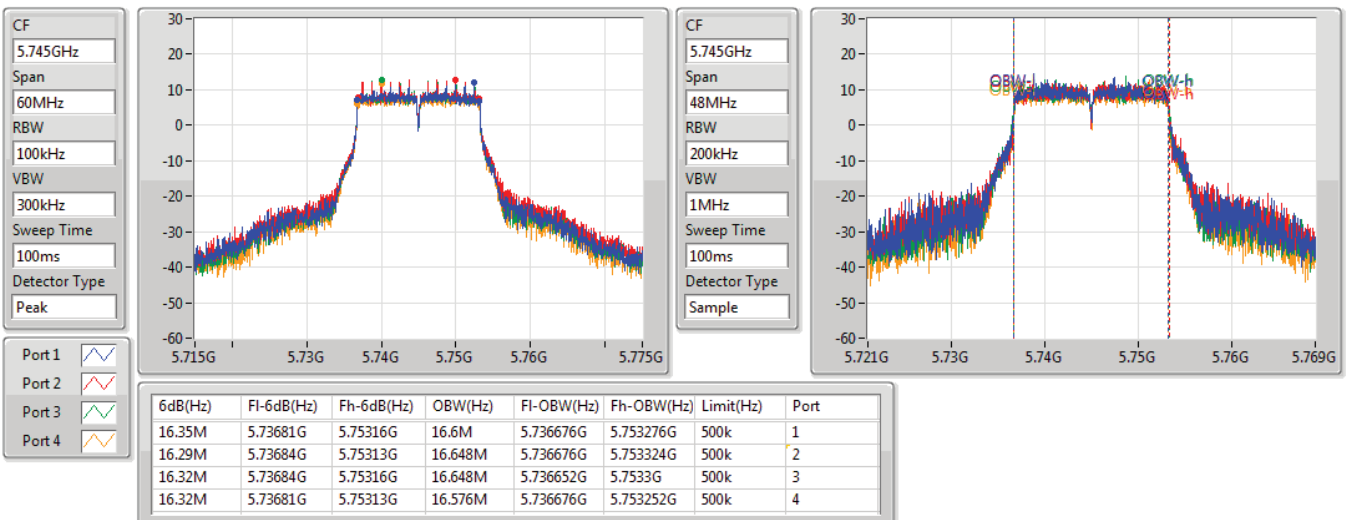 CF
5.745GHz
Span
60MHz
RBW
100kHz
VBW
300kHz
Sweep Time
100ms
Detector Type
Peak
30
20
10
0
-10
-20
-30
-40
-50
-60
5.715G 5.73G 5.74G 5.75G 5.76G 5.775G
CF
5.745GHz
Span
48MHz
RBW
200kHz
VBW
1MHz
Sweep Time
100ms
Detector Type
Sample
30
20
10
0
-10
-20
-30
-40
-50
-60
OBW-l OBW-h
OBW-h
5.721G 5.73G 5.74G 5.75G 5.76G 5.769G
Port 1
Port 2
Port 3
Port 4
6dB(Hz) Fl-6dB(Hz) Fh-6dB(Hz) OBW(Hz) Fl-OBW(Hz) Fh-OBW(Hz) Limit(Hz) Port
16.35M 5.73681G 5.75316G 16.6M 5.736676G 5.753276G 500k 1
16.29M 5.73684G 5.75313G 16.648M 5.736676G 5.753324G 500k 2
16.32M 5.73684G 5.75316G 16.648M 5.736652G 5.7533G 500k 3
16.32M 5.73681G 5.75313G 16.576M 5.736676G 5.753252G 500k 4